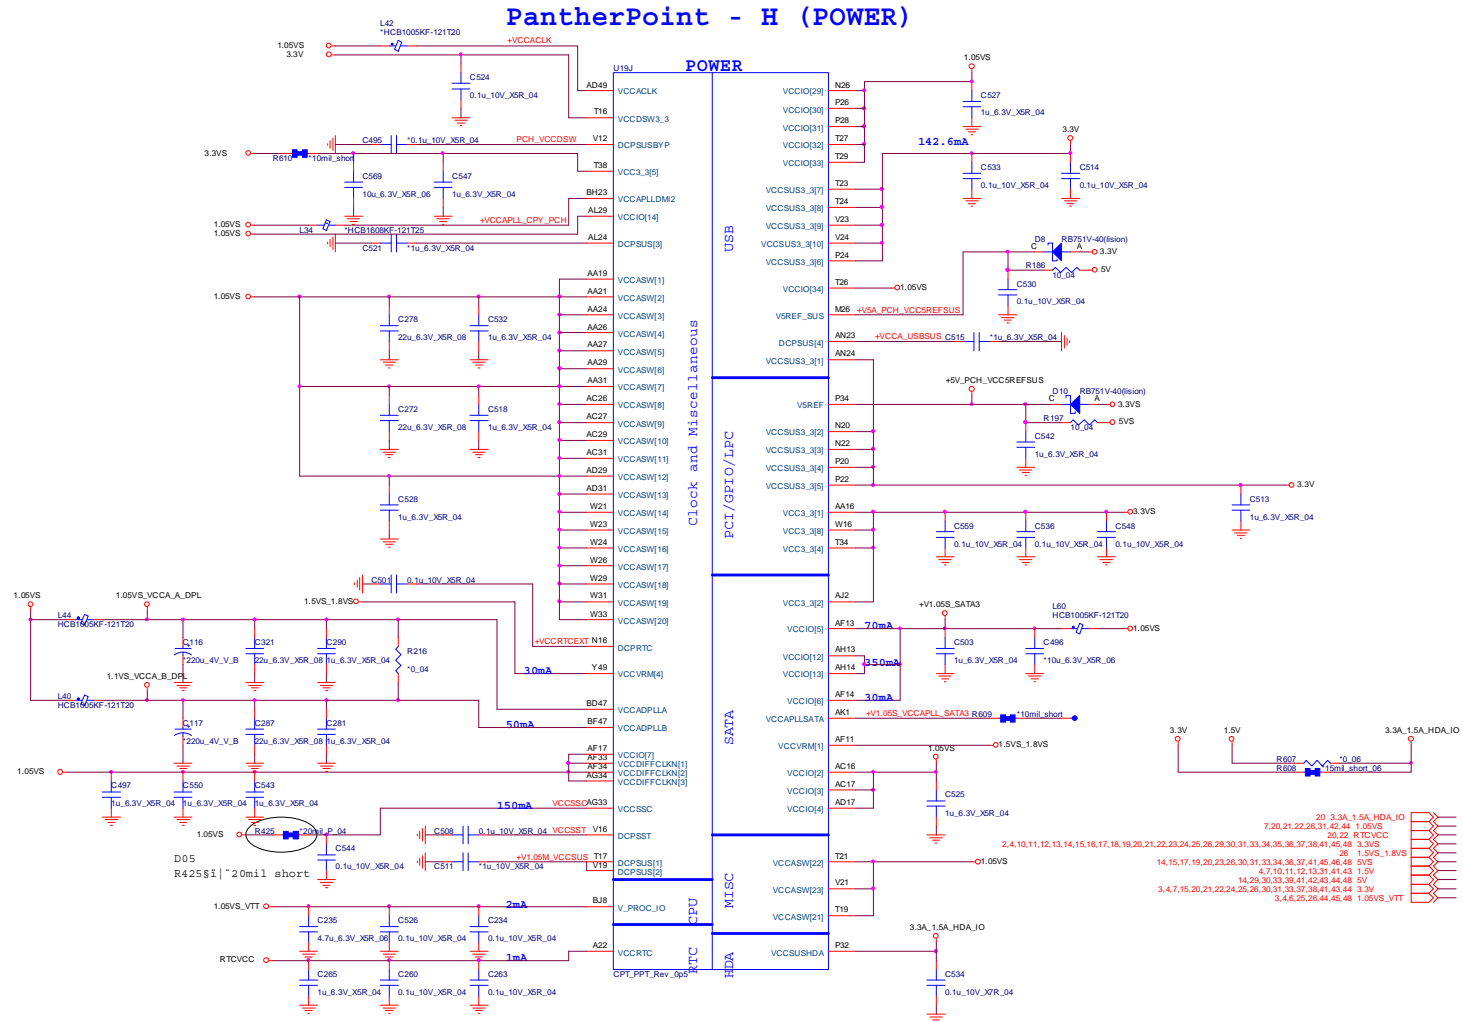 PantherPoint - H (POWER)
L42
*HCB1005KF-121T20
1.05VS
+VCCACLK
3.3V
C524
0.1u_10V_X5R_04
C495
*0.1u_10V_X5R_04
PCH_VCCDSW
3.3VS
R610
*10mil_short
C569
10u_6.3V_X5R_06
C547
1u_6.3V_X5R_04
1.05VS
+VCCAPLL_CPY_PCH
1.05VS
L34
*HCB1608KF-121T25
C521
*1u_6.3V_X5R_04
1.05VS
C278
22u_6.3V_X5R_08
C532
1u_6.3V_X5R_04
C272
22u_6.3V_X5R_08
C518
1u_6.3V_X5R_04
C528
1u_6.3V_X5R_04
C501
0.1u_10V_X5R_04
1.5VS_1.8VS
+VCCRTCEXT
30mA
1.05VS
1.05VS_VCCA_A_DPL
L44
HCB1005KF-121T20
C116
*220u_4V_V_B
C321
22u_6.3V_X5R_08
C290
1u_6.3V_X5R_04
R216
*0_04
1.1VS_VCCA_B_DPL
L40
HCB1005KF-121T20
C117
*220u_4V_V_B
C287
22u_6.3V_X5R_08
C281
1u_6.3V_X5R_04
50mA
1.05VS
C497
1u_6.3V_X5R_04
C550
1u_6.3V_X5R_04
C543
1u_6.3V_X5R_04
150mA
VCCSSC
1.05VS
R425
*20mil_P_04
C544
0.1u_10V_X5R_04
C508
0.1u_10V_X5R_04
VCCSST
D05
R425§ï¦¨20mil short
C511
*1u_10V_X5R_04
+V1.05M_VCCSUS
1.05VS_VTT
2mA
C235
4.7u_6.3V_X5R_06
C526
0.1u_10V_X5R_04
C234
0.1u_10V_X5R_04
RTCVCC
1mA
C265
1u_6.3V_X5R_04
C260
0.1u_10V_X5R_04
C263
0.1u_10V_X5R_04
U19J
POWER
AD49 VCCACLK
T16 VCCDSW3_3
V12 DCPSUSBYP
T38 VCC3_3[5]
BH23 VCCAPLLDMI2
AL29 VCCIO[14]
AL24 DCPSUS[3]
AA19 VCCASW[1]
AA21 VCCASW[2]
AA24 VCCASW[3]
AA26 VCCASW[4]
AA27 VCCASW[5]
AA29 VCCASW[6]
AA31 VCCASW[7]
AC26 VCCASW[8]
AC27 VCCASW[9]
AC29 VCCASW[10]
AC31 VCCASW[11]
AD29 VCCASW[12]
AD31 VCCASW[13]
W21 VCCASW[14]
W23 VCCASW[15]
W24 VCCASW[16]
W26 VCCASW[17]
W29 VCCASW[18]
W31 VCCASW[19]
W33 VCCASW[20]
N16 DCPRTC
Y49 VCCVRM[4]
BD47 VCCADPLLA
BF47 VCCADPLLB
AF17 VCCIO[7]
AF33 VCCDIFFCLKN[1]
AF34 VCCDIFFCLKN[2]
AG34 VCCDIFFCLKN[3]
AG33 VCCSSC
V16 DCPSST
T17 DCPSUS[1]
V19 DCPSUS[2]
BJ8 V_PROC_IO
A22 VCCRTC
CPT_PPT_Rev_0p5
Clock and Miscellaneous
CPU
RTC
USB
PCI/GPIO/LPC
SATA
MISC
HDA
VCCIO[29] N26
VCCIO[30] P26
VCCIO[31] P28
VCCIO[32] T27
VCCIO[33] T29
VCCSUS3_3[7] T23
VCCSUS3_3[8] T24
VCCSUS3_3[9] V23
VCCSUS3_3[10] V24
VCCSUS3_3[6] P24
VCCIO[34] T26
V5REF_SUS M26
DCPSUS[4] AN23
VCCSUS3_3[1] AN24
V5REF P34
VCCSUS3_3[2] N20
VCCSUS3_3[3] N22
VCCSUS3_3[4] P20
VCCSUS3_3[5] P22
VCC3_3[1] AA16
VCC3_3[8] W16
VCC3_3[4] T34
VCC3_3[2] AJ2
VCCIO[5] AF13
VCCIO[12] AH13
VCCIO[13] AH14
VCCIO[6] AF14
VCCAPLLSATA AK1
VCCVRM[1] AF11
VCCIO[2] AC16
VCCIO[3] AC17
VCCIO[4] AD17
VCCASW[22] T21
VCCASW[23] V21
VCCASW[21] T19
VCCSUSHDA P32
1.05VS
C527
1u_6.3V_X5R_04
142.6mA
3.3V
C533
0.1u_10V_X5R_04
C514
0.1u_10V_X5R_04
D8
RB751V-40(lision)
C A
3.3V
R186
10_04
5V
C530
0.1u_10V_X5R_04
1.05VS
+V5A_PCH_VCC5REFSUS
+VCCA_USBSUS
C515
*1u_6.3V_X5R_04
+5V_PCH_VCC5REFSUS
D10
RB751V-40(lision)
C A
3.3VS
R197
10_04
5VS
C542
1u_6.3V_X5R_04
3.3V
C513
1u_6.3V_X5R_04
3.3VS
C559
0.1u_10V_X5R_04
C536
0.1u_10V_X5R_04
C548
0.1u_10V_X5R_04
+V1.05S_SATA3
L60
HCB1005KF-121T20
70mA
1.05VS
C503
1u_6.3V_X5R_04
C496
*10u_6.3V_X5R_06
350mA
30mA
+V1.05S_VCCAPLL_SATA3
R609
*10mil_short
1.5VS_1.8VS
1.05VS
C525
1u_6.3V_X5R_04
1.05VS
3.3A_1.5A_HDA_IO
C534
0.1u_10V_X7R_04
3.3V
1.5V
3.3A_1.5A_HDA_IO
R607
*0_06
R608
15mil_short_06
20 3.3A_1.5A_HDA_IO
7,20,21,22,26,31,42,44 1.05VS
20,22 RTCVCC
2,4,10,11,12,13,14,15,16,17,18,19,20,21,22,23,24,25,26,29,30,31,33,34,35,36,37,38,41,45,48 3.3VS
26 1.5VS_1.8VS
14,15,17,19,20,23,26,30,31,33,34,36,37,41,45,46,48 5VS
4,7,10,11,12,13,31,41,43 1.5V
14,29,30,33,39,41,42,43,44,48 5V
3,4,7,15,20,21,22,24,25,26,30,31,33,37,38,41,43,44 3.3V
3,4,6,25,26,44,45,48 1.05VS_VTT